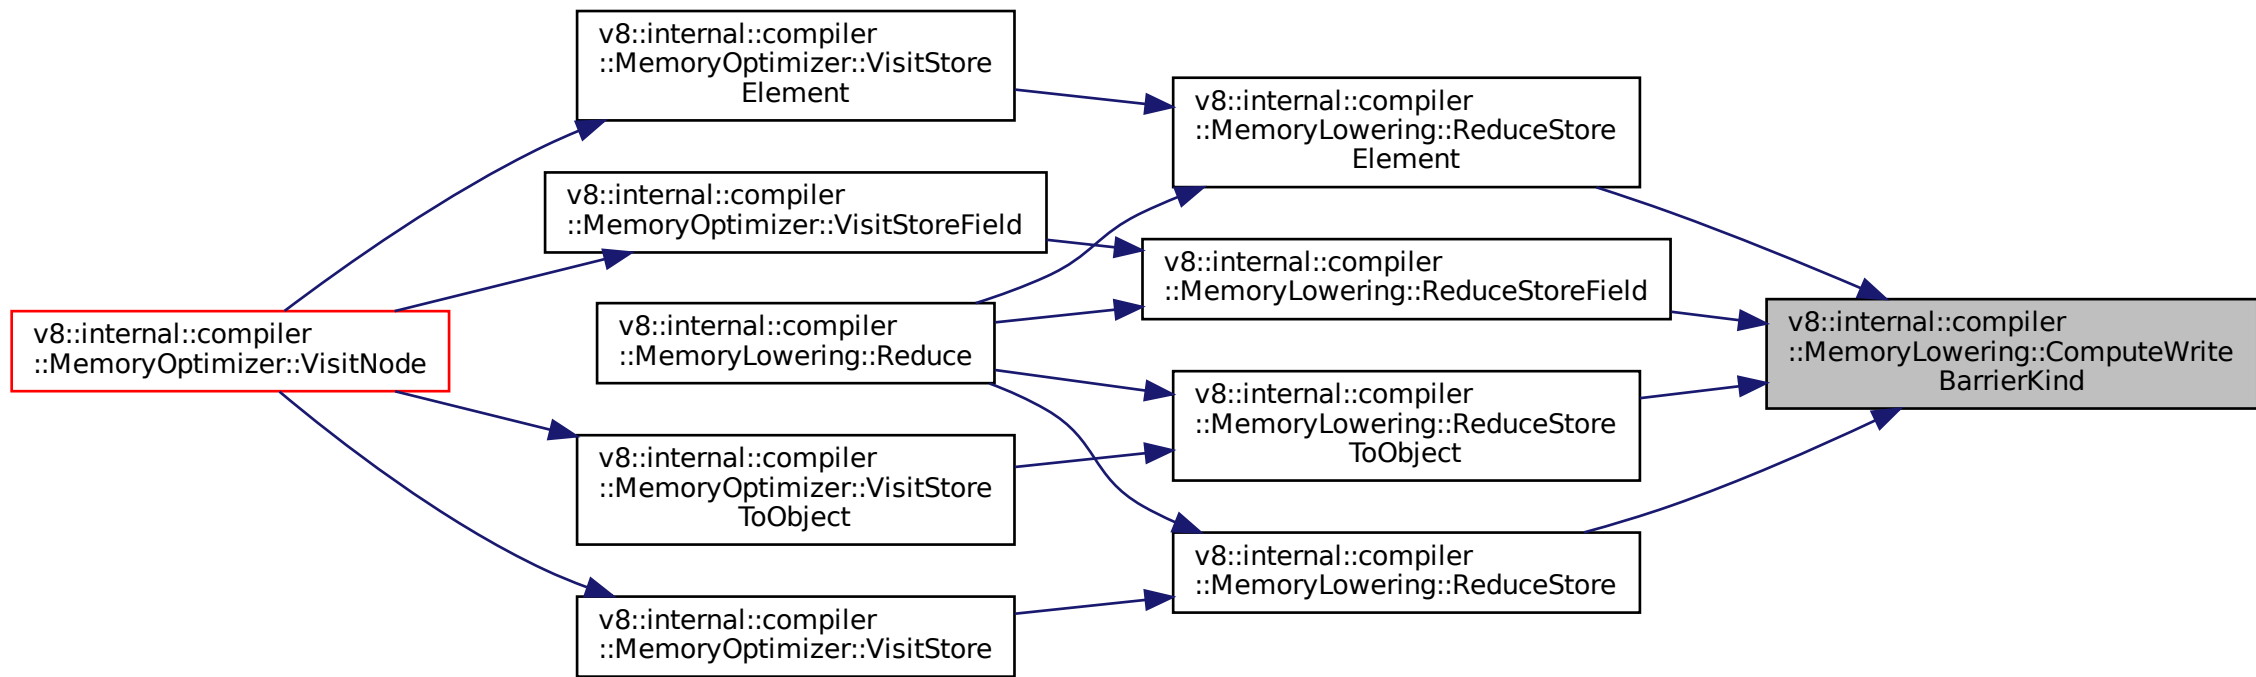 v8::internal::compiler
::MemoryOptimizer::VisitStore
Element
v8::internal::compiler
::MemoryLowering::ReduceStore
Element
v8::internal::compiler
::MemoryOptimizer::VisitStoreField
v8::internal::compiler
::MemoryLowering::ReduceStoreField
v8::internal::compiler
::MemoryOptimizer::VisitNode
v8::internal::compiler
::MemoryLowering::Reduce
v8::internal::compiler
::MemoryLowering::ComputeWrite
BarrierKind
v8::internal::compiler
::MemoryLowering::ReduceStore
ToObject
v8::internal::compiler
::MemoryOptimizer::VisitStore
ToObject
v8::internal::compiler
::MemoryLowering::ReduceStore
v8::internal::compiler
::MemoryOptimizer::VisitStore